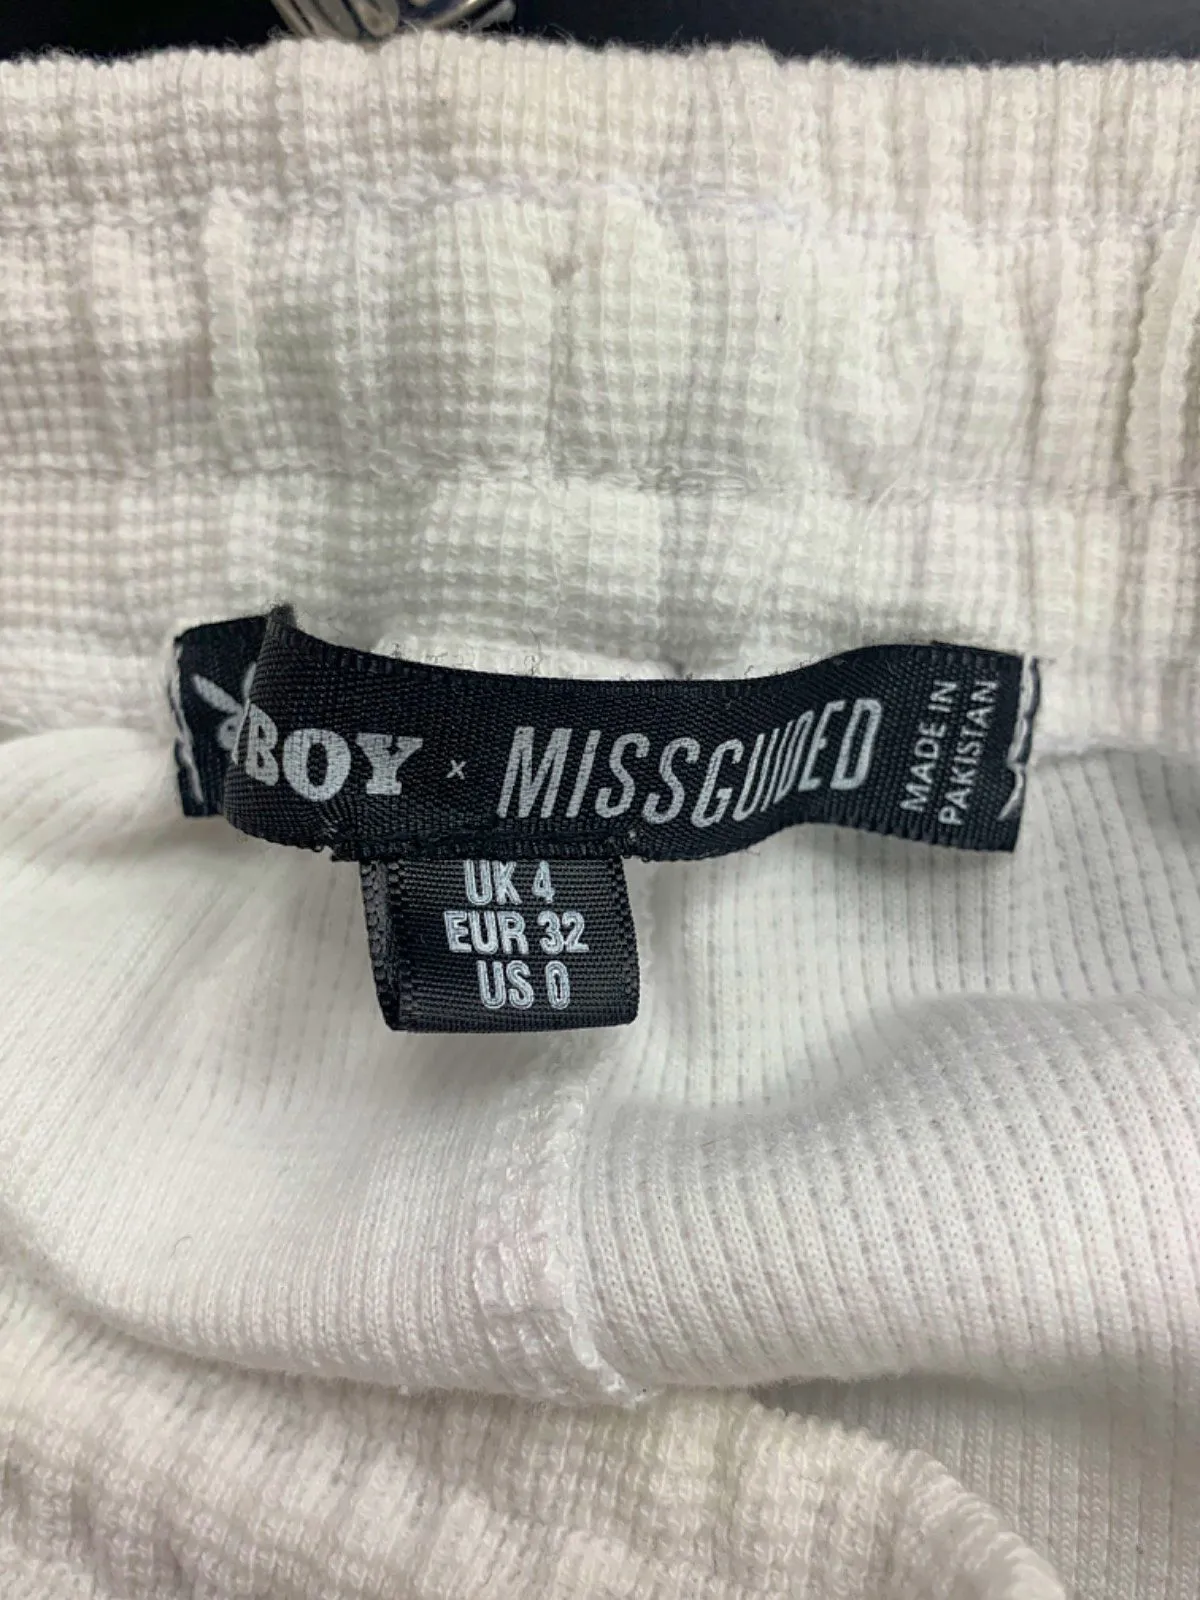 BOY x MISSGUIDED
MADE IN
PAKISTAN
UK 4
EUR 32
US 0